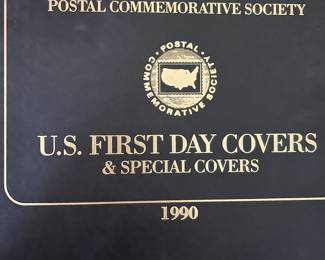 POSTAL COMMEMORATIVE SOCIETY
POSTAL
COMMEMORATIVE SOCIETY
U.S. FIRST DAY COVERS
& SPECIAL COVERS
1990